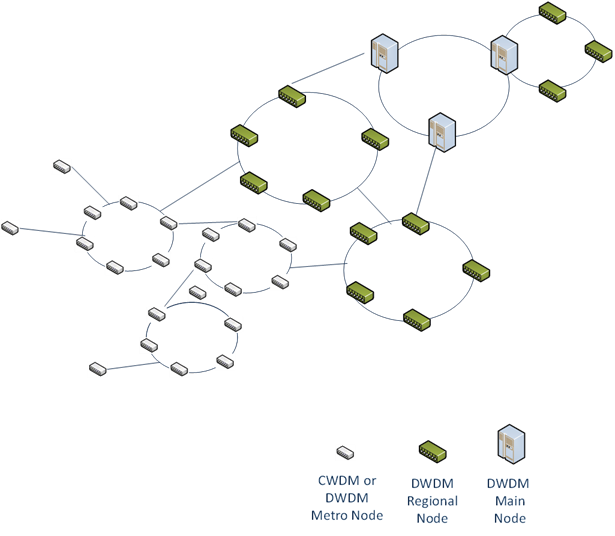 CWDM or
DWDM
Metro Node
DWDM
Regional
Node
DWDM
Main
Node